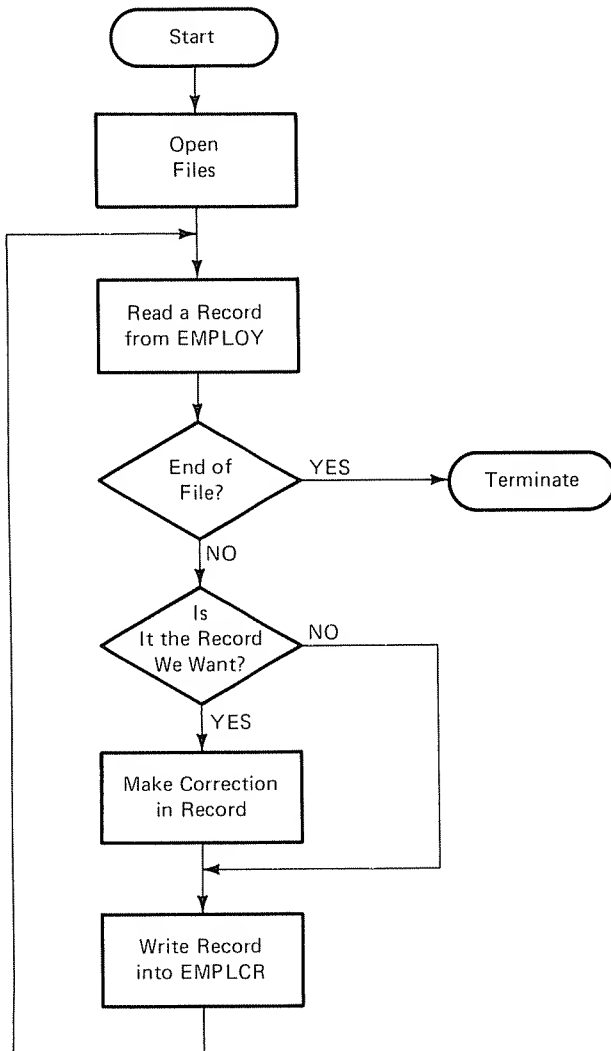 Start
Open
Files
Read a Record
from EMPLOY
End of
File?
YES
Terminate
NO
Is
It the Record
We Want?
NO
YES
Make Correction
in Record
Write Record
into EMPLCR